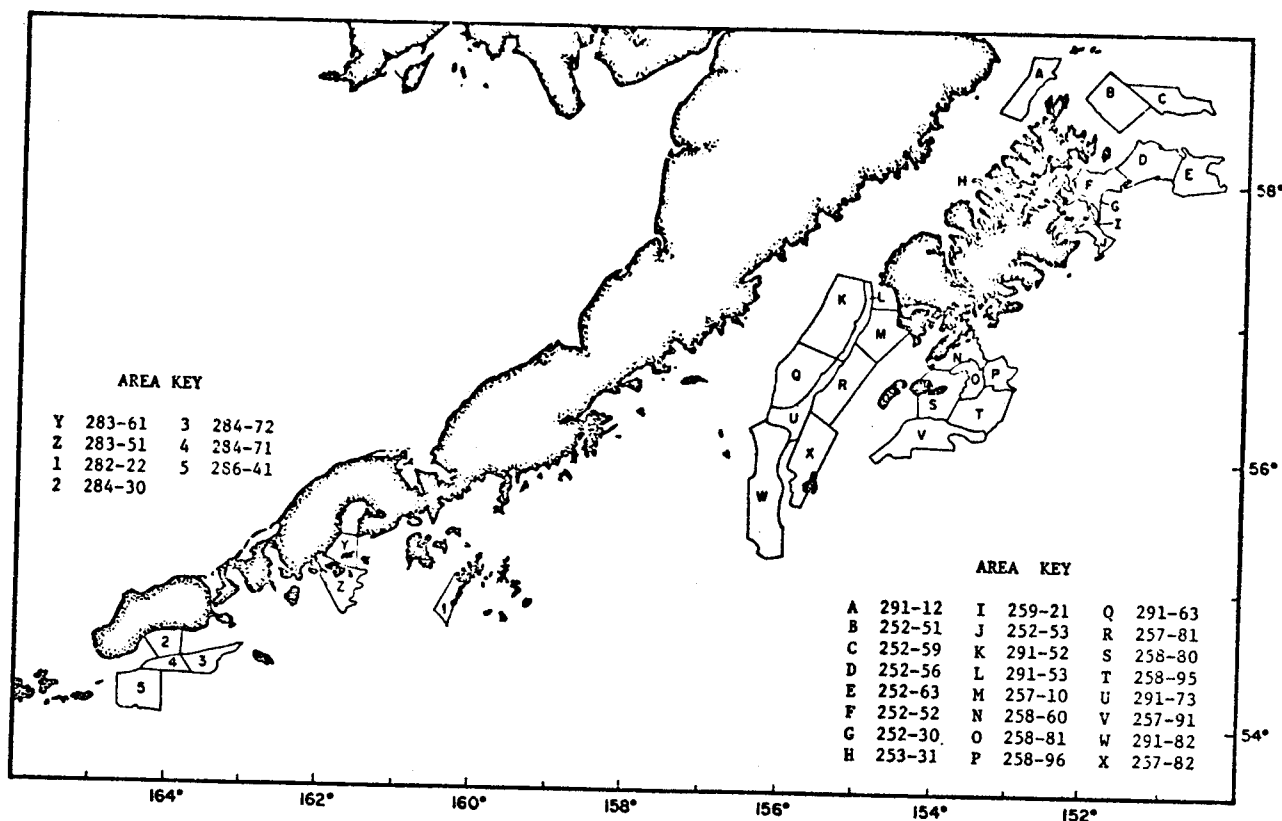 A
B
C
D
E
F
H
G
I
J
58°
K
L
M
N
O
P
Q
R
S
T
U
V
X
W
56°
AREA KEY
Y 283-61 3 284-72
Z 283-51 4 284-71
1 282-22 5 286-41
2 284-30
Y
Z
1
2
4 3
5
AREA KEY
A 291-12 I 259-21 Q 291-63
B 252-51 J 252-53 R 257-81
C 252-59 K 291-52 S 258-80
D 252-56 L 291-53 T 258-95
E 252-63 M 257-10 U 291-73
F 252-52 N 258-60 V 257-91
G 252-30 O 258-81 W 291-82
H 253-31 P 258-96 X 257-82
54°
164° 162° 160° 158° 156° 154° 152°